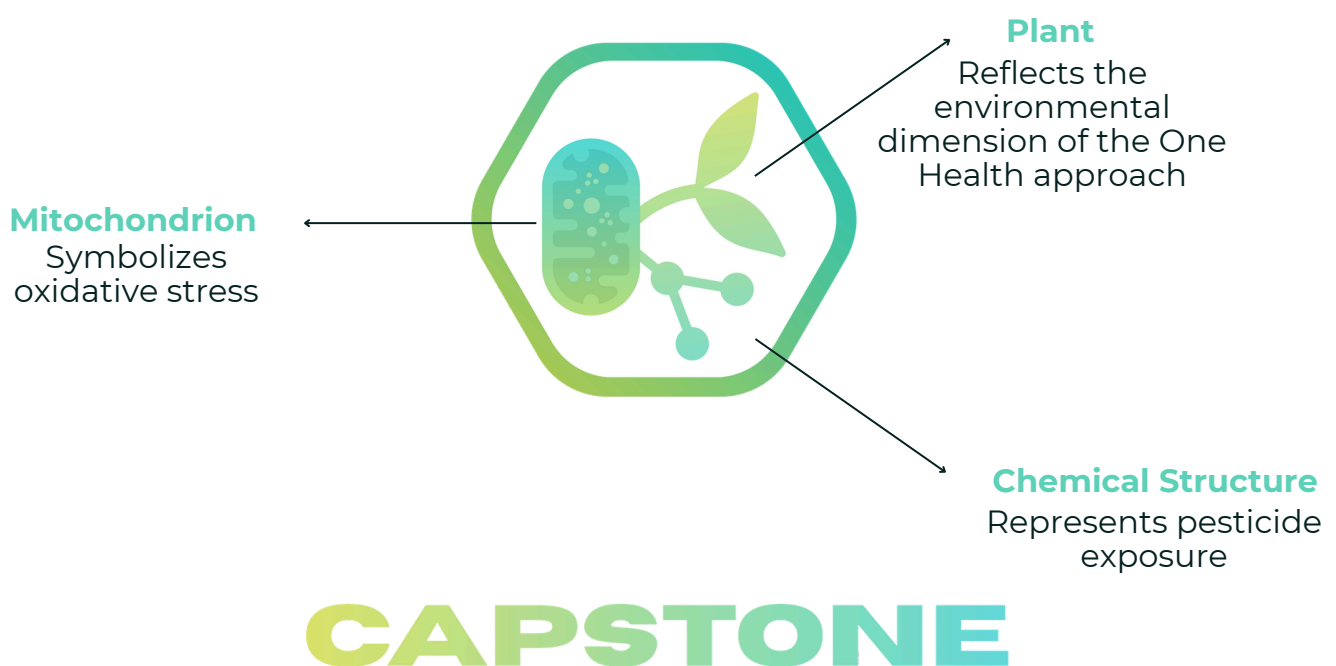 Plant
Reflects the
environmental
dimension of the One
Health approach
Mitochondrion
Symbolizes
oxidative stress
Chemical Structure
Represents pesticide
exposure
CAPSTONE